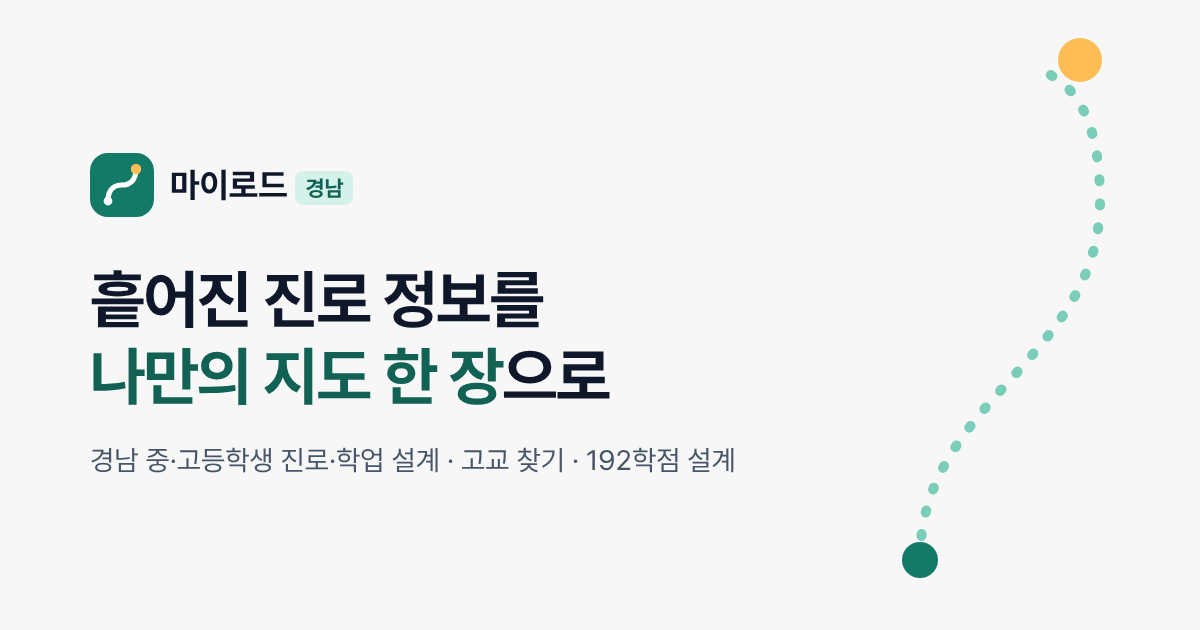 마이로드 경남
흩어진 진로 정보를
나만의 지도 한 장으로
경남 중·고등학생 진로·학업 설계 · 고교 찾기 · 192학점 설계